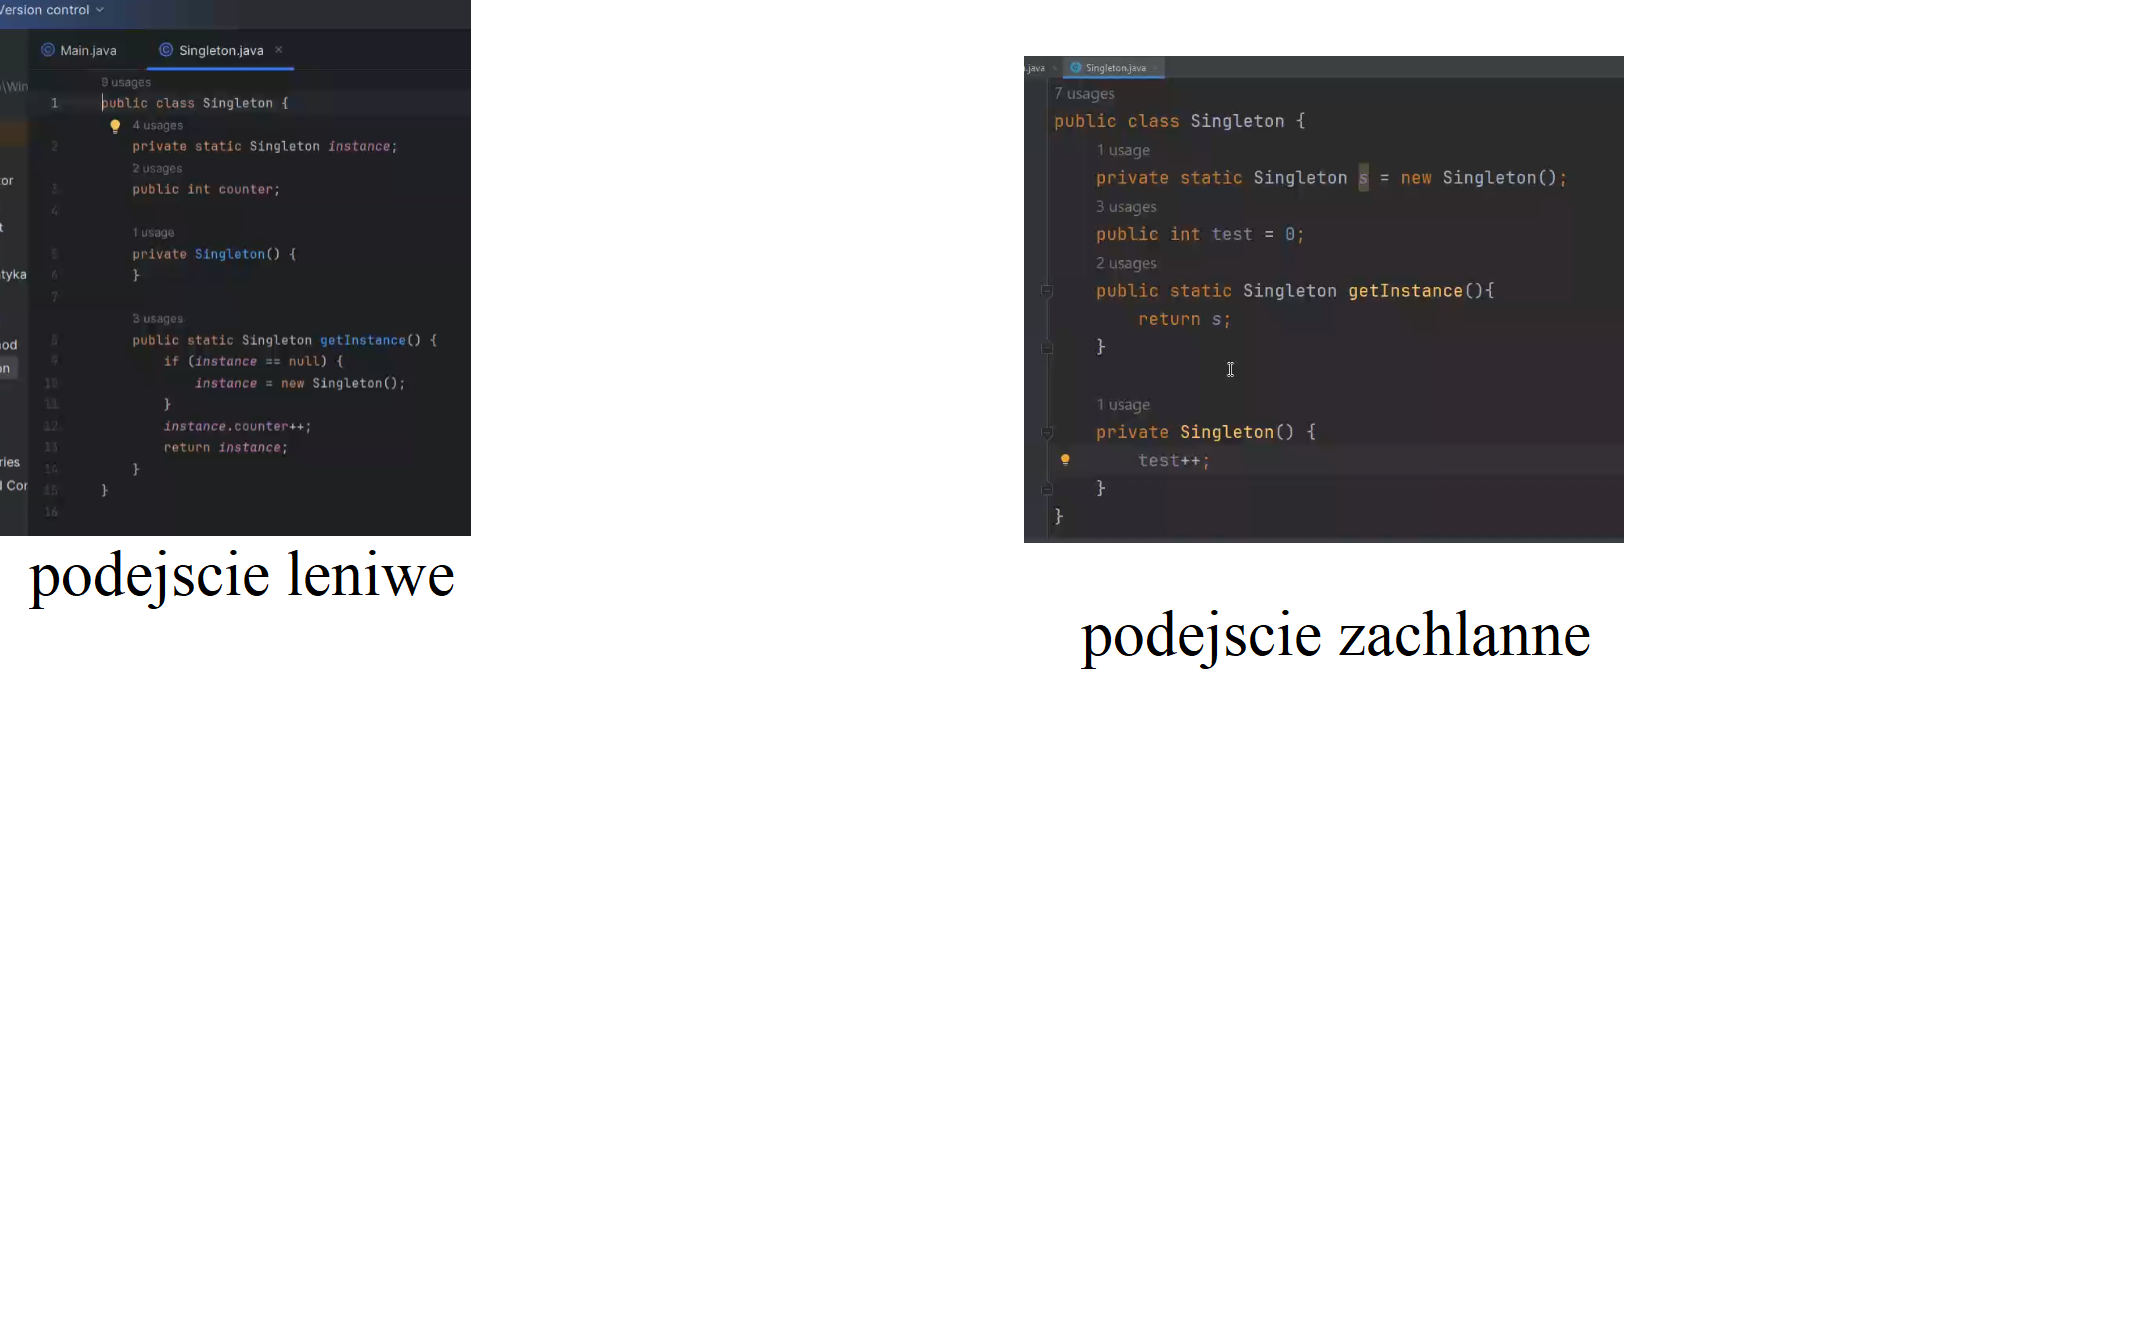 Version control
Main.java
Singleton.java
9 usages
1 public class Singleton {
4 usages
2 private static Singleton instance;
2 usages
3 public int counter;
4
1 usage
5 private Singleton() {
6 }
7
3 usages
8 public static Singleton getInstance() {
9 if (instance == null) {
10 instance = new Singleton();
11 }
12 instance.counter++;
13 return instance;
14 }
15 }
16
\Win
tor
t
tyka
nod
on
ries
l Cor
podejscie leniwe
.java
Singleton.java
7 usages
public class Singleton {
1 usage
private static Singleton s = new Singleton();
3 usages
public int test = 0;
2 usages
public static Singleton getInstance(){
return s;
}
1 usage
private Singleton() {
test++;
}
}
podejscie zachlanne